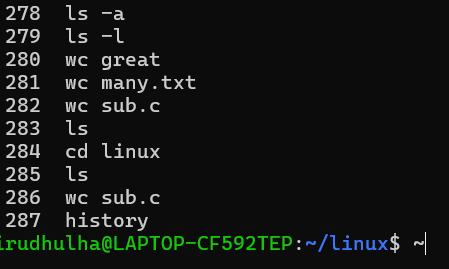 278 ls -a
279 ls -l
280 wc great
281 wc many.txt
282 wc sub.c
283 ls
284 cd linux
285 ls
286 wc sub.c
287 history
irudhulha@LAPTOP-CF592TEP:~/linux$ ~